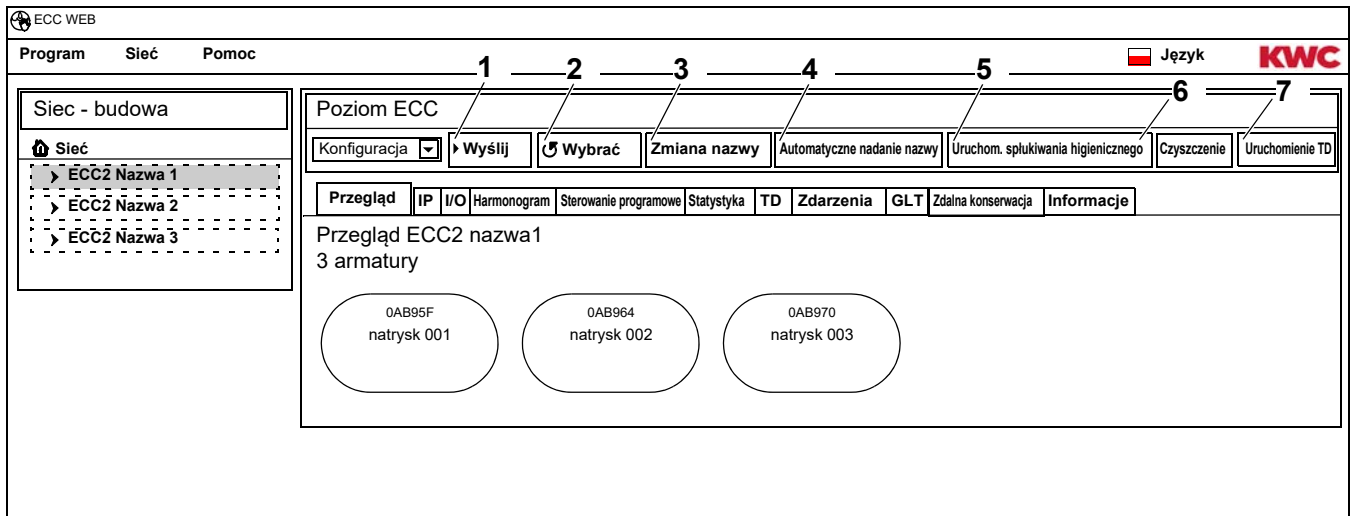 ECC WEB
Program Sieć Pomoc
Język
KWC
1 2 3 4 5 6 7
Siec - budowa
Sieć
ECC2 Nazwa 1
ECC2 Nazwa 2
ECC2 Nazwa 3
Poziom ECC
Konfiguracja Wyślij Wybrać Zmiana nazwy Automatyczne nadanie nazwy Uruchom. spłukiwania higienicznego Czyszczenie Uruchomienie TD
Przegląd IP I/O Harmonogram Sterowanie programowe Statystyka TD Zdarzenia GLT Zdalna konserwacja Informacje
Przegląd ECC2 nazwa1
3 armatury
0AB95F
natrysk 001
0AB964
natrysk 002
0AB970
natrysk 003